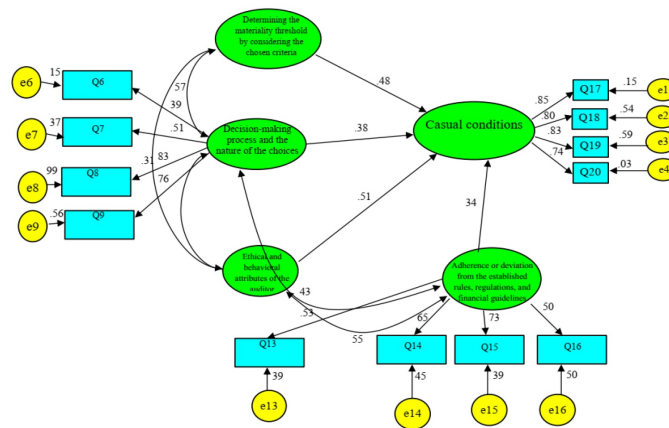 Determining the
materiality threshold
by considering the
chosen criteria
e6
15
Q6
57
.48
39
e7
37
Q7
.51
Decision-making
process and the
nature of the choices
.38
Casual conditions
.85
Q17
.15
e1
.80
Q18
.54
e2
.83
Q19
.59
e3
.74
Q20
.03
e4
e8
99
Q8
.31
83
76
e9
.56
Q9
.51
34
Ethical and
behavioral
attributes of the
auditor
Adherence or deviation
from the established
rules, regulations, and
financial guidelines
43
.53
55
65
73
50
Q13
Q14
Q15
Q16
39
45
39
50
e13
e14
e15
e16